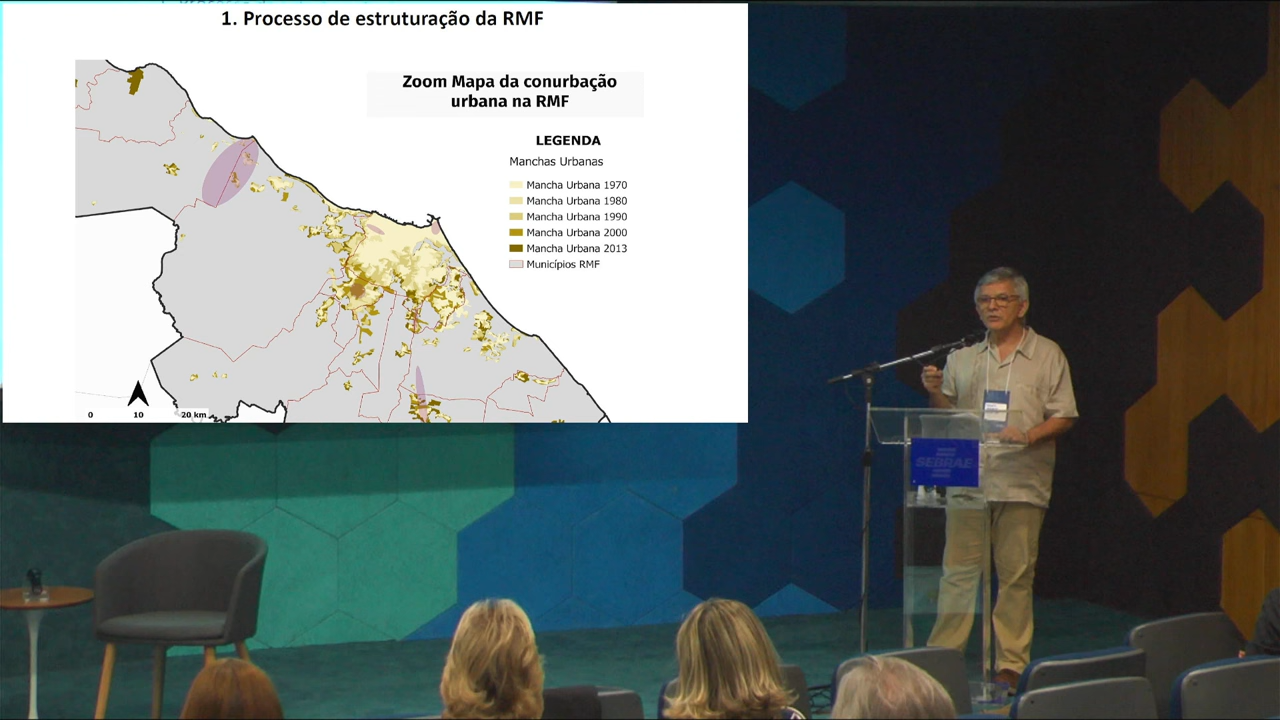 1. Processo de estruturação da RMF
Zoom Mapa da conurbação
urbana na RMF
LEGENDA
Manchas Urbanas
Mancha Urbana 1970
Mancha Urbana 1980
Mancha Urbana 1990
Mancha Urbana 2000
Mancha Urbana 2013
Municípios RMF
0 10 20 km
SEBRAE